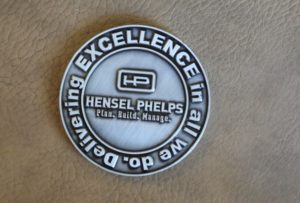 Delivering EXCELLENCE in all we do.
HP
HENSEL PHELPS
Plan. Build. Manage.